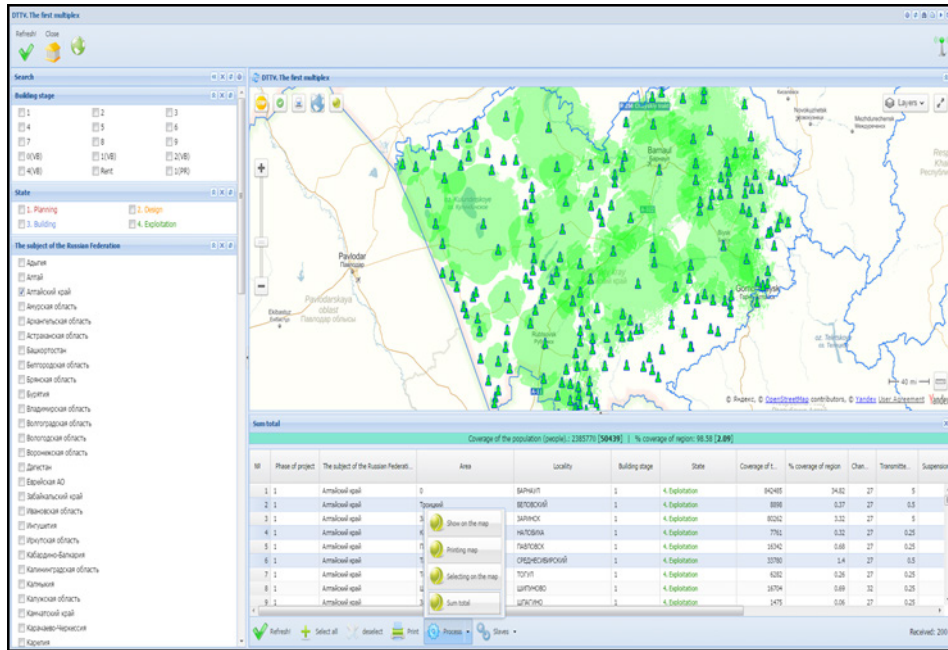 DTTV. The first multiplex
Refresh! Close
Search
Building stage
1 2 3
4 5 6
7 8 9
0(VB) 1(VB) 2(VB)
4(VB) Rent 1(PR)
State
1. Planning 2. Design
3. Building 4. Exploitation
The subject of the Russian Federation
Адыгея
Алтай
Алтайский край
Амурская область
Архангельская область
Астраханская область
Башкортостан
Белгородская область
Брянская область
Бурятия
Владимирская область
Волгоградская область
Вологодская область
Воронежская область
Дагестан
Еврейская АО
Забайкальский край
Ивановская область
Ингушетия
Иркутская область
Кабардино-Балкария
Калининградская область
Калмыкия
Калужская область
Камчатский край
Карачаево-Черкессия
Карелия
DTTV. The first multiplex
Layers
Novokuznetsk
Mezhdurechensk
Barnaul
Барнаул
Pavlodar
Павлодар
Pavlodarskaya
oblast
Павлодар облысы
Ekibastuz
Rubtsovsk
40 mi
© Яндекс, © OpenStreetMap contributors, © Yandex User Agreement
Sum total
Coverage of the population (people).: 2385770 [50439] | % coverage of region: 98.58 [2.09]
№ Phase of project The subject of the Russian Federati... Area Locality Building stage State Coverage of t... % coverage of region Chan... Transmitte... Suspension
1 1 Алтайский край 0 БАРНАУЛ 1 4. Exploitation 842465 34.82 27 5
2 1 Алтайский край Троицкий БЕЛОВСКИЙ 1 4. Exploitation 8898 0.37 27 0.5
3 1 Алтайский край ЗАРИНСК 1 4. Exploitation 80262 3.32 27 5
4 1 Алтайский край НАЛОБИХА 1 4. Exploitation 7761 0.32 27 0.25
5 1 Алтайский край ПАВЛОВСК 1 4. Exploitation 16342 0.68 27 0.25
6 1 Алтайский край СРЕДНЕСИБИРСКИЙ 1 4. Exploitation 33780 1.4 27 0.5
7 1 Алтайский край ТОГУЛ 1 4. Exploitation 6282 0.26 27 0.25
8 1 Алтайский край ШИПУНОВО 1 4. Exploitation 16704 0.69 32 0.25
9 1 Алтайский край 1 4. Exploitation 1475 0.06 27 0.25
Show on the map
Printing map
Selecting on the map
Sum total
Refresh! Select all deselect Print Process Slaves Received: 200